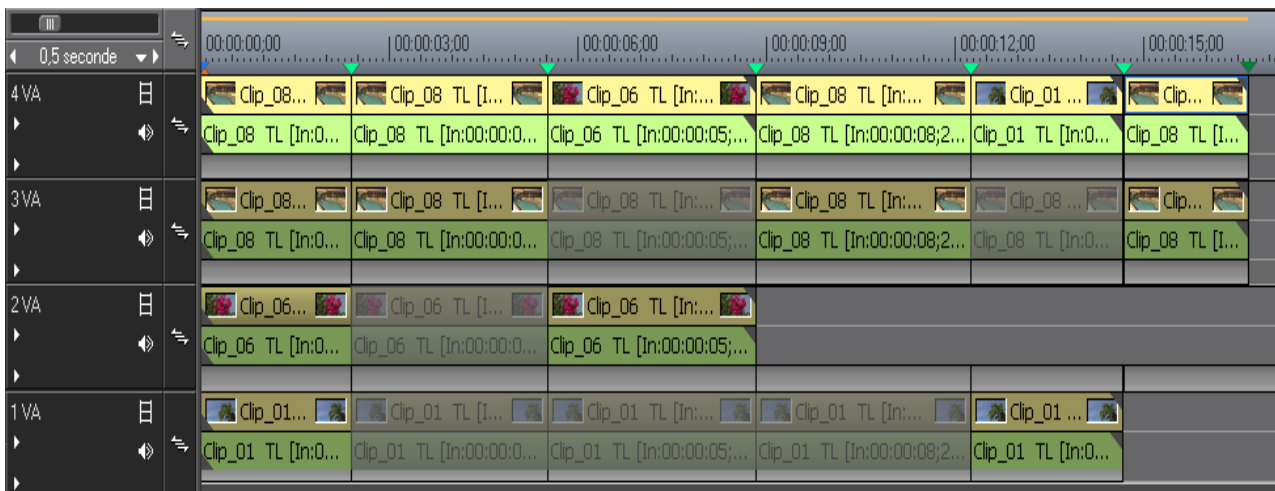 00:00:00;00 00:00:03;00 00:00:06;00 00:00:09;00 00:00:12;00 00:00:15;00
0,5 seconde
4 VA Clip_08... Clip_08 TL [I... Clip_06 TL [In:... Clip_08 TL [In:... Clip_01 ... Clip...
Clip_08 TL [In:0... Clip_08 TL [In:00:00:0... Clip_06 TL [In:00:00:05;... Clip_08 TL [In:00:00:08;2... Clip_01 TL [In:0... Clip_08 TL [I...
3 VA Clip_08... Clip_08 TL [I... Clip_08 TL [In:... Clip_08 TL [In:... Clip_08 ... Clip...
Clip_08 TL [In:0... Clip_08 TL [In:00:00:0... Clip_08 TL [In:00:00:05;... Clip_08 TL [In:00:00:08;2... Clip_08 TL [In:0... Clip_08 TL [I...
2 VA Clip_06... Clip_06 TL [I... Clip_06 TL [In:...
Clip_06 TL [In:0... Clip_06 TL [In:00:00:0... Clip_06 TL [In:00:00:05;...
1 VA Clip_01... Clip_01 TL [I... Clip_01 TL [In:... Clip_01 TL [In:... Clip_01 ...
Clip_01 TL [In:0... Clip_01 TL [In:00:00:0... Clip_01 TL [In:00:00:05;... Clip_01 TL [In:00:00:08;2... Clip_01 TL [In:0...